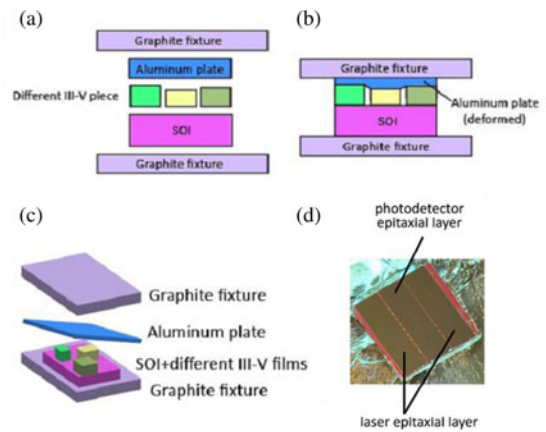 (a)
Graphite fixture
Aluminum plate
Different III-V piece
SOI
Graphite fixture
(b)
Graphite fixture
Aluminum plate
(deformed)
SOI
Graphite fixture
(c)
Graphite fixture
Aluminum plate
SOI+different III-V films
Graphite fixture
(d)
photodetector
epitaxial layer
laser epitaxial layer